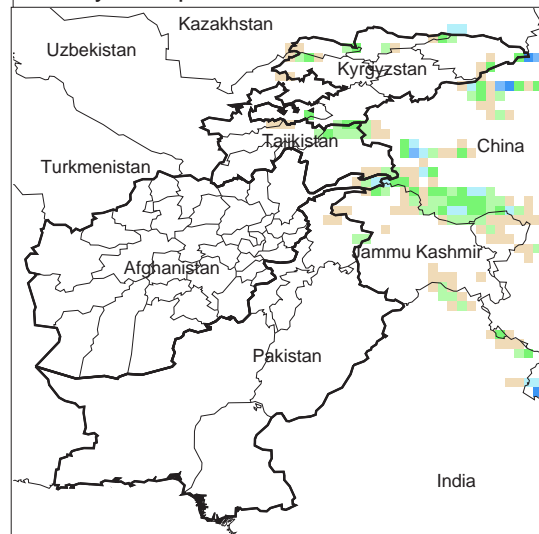 Kazakhstan
Uzbekistan
Kyrgyzstan
Tajikistan
China
Turkmenistan
Jammu Kashmir
Afghanistan
Pakistan
India